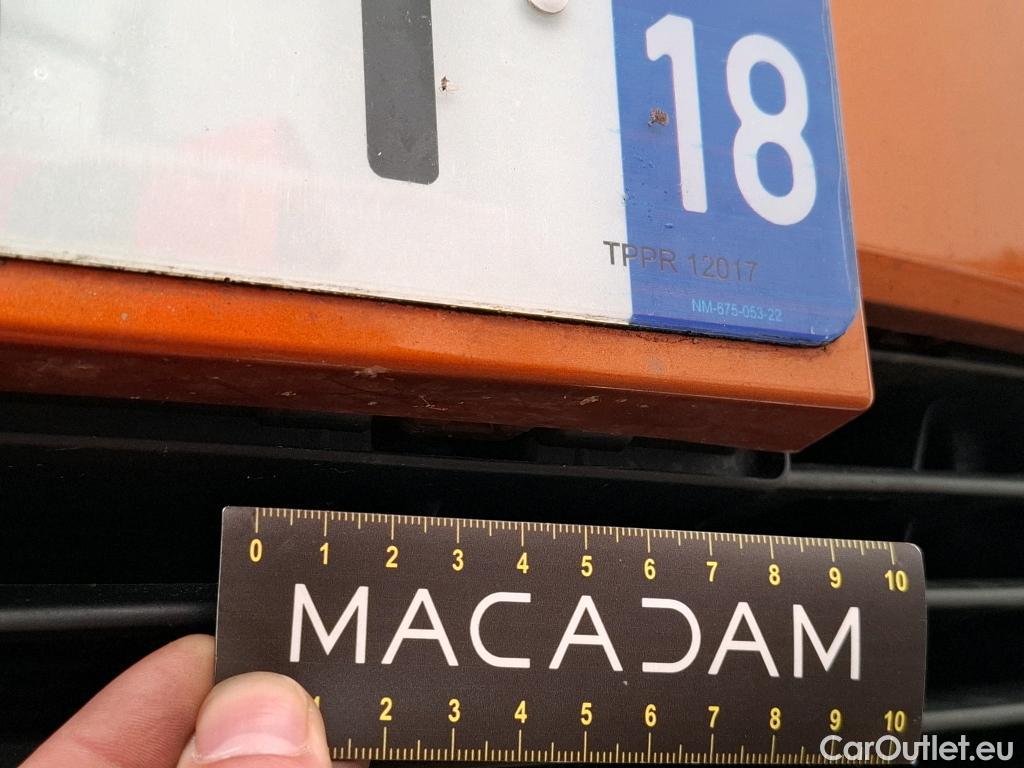 18
TPPR 12017
NM-675-053-22
0 1 2 3 4 5 6 7 8 9 10
MACADAM
1 2 3 4 5 6 7 8 9 10
CarOutlet.eu